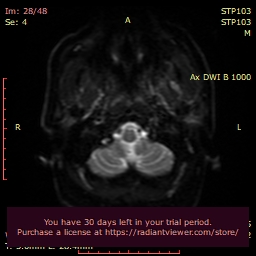 Im: 28/48
STP103
Se: 4
STP103
M
A
Ax DWI B 1000
R
L
You have 30 days left in your trial period.
Purchase a license at https://radiantviewer.com/store/